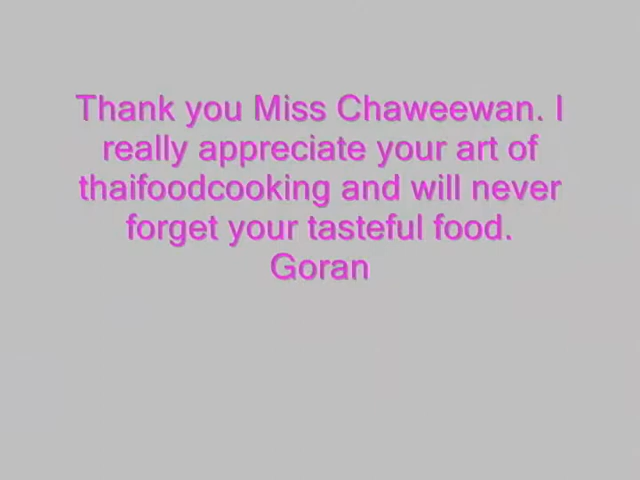 Thank you Miss Chaweewan. I
really appreciate your art of
thaifoodcooking and will never
forget your tasteful food.
Goran